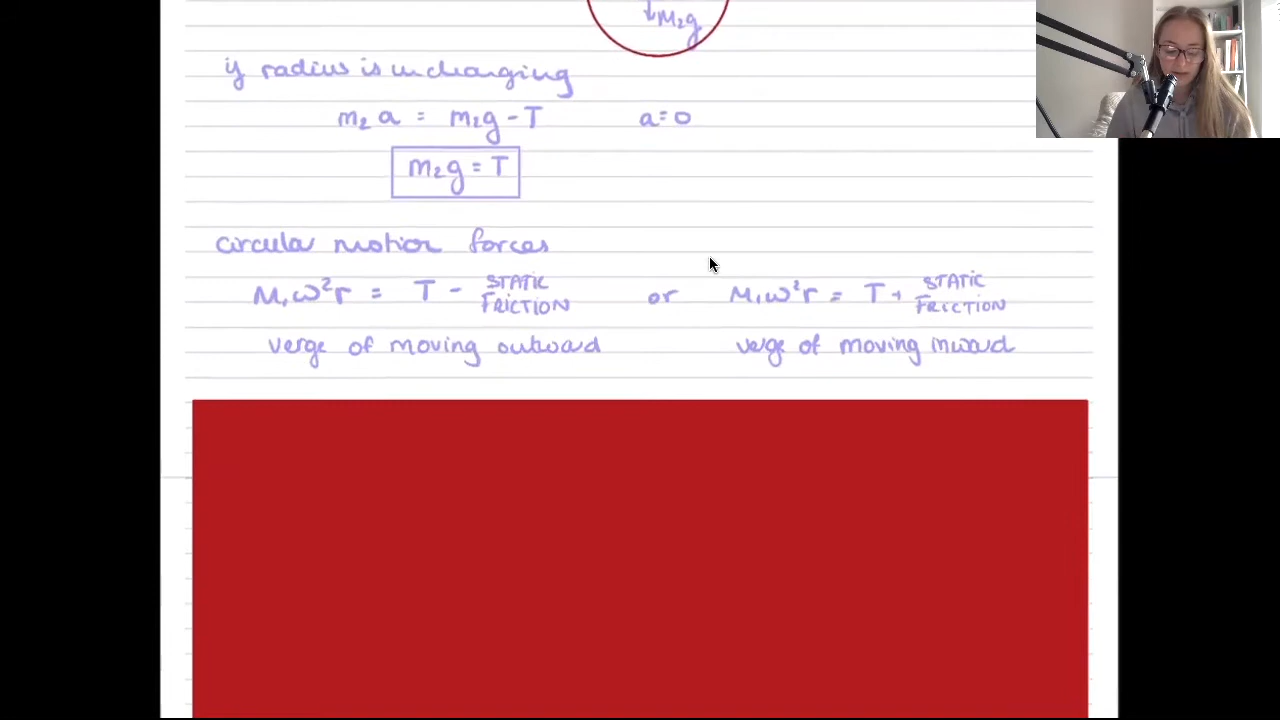 ↓m₂g
if radius is unchanging
m₂a = m₂g - T a=0
m₂g = T
circular motion forces
M₁ω²r = T - STATIC FRICTION or M₁ω²r = T + STATIC FRICTION
verge of moving outward verge of moving inward